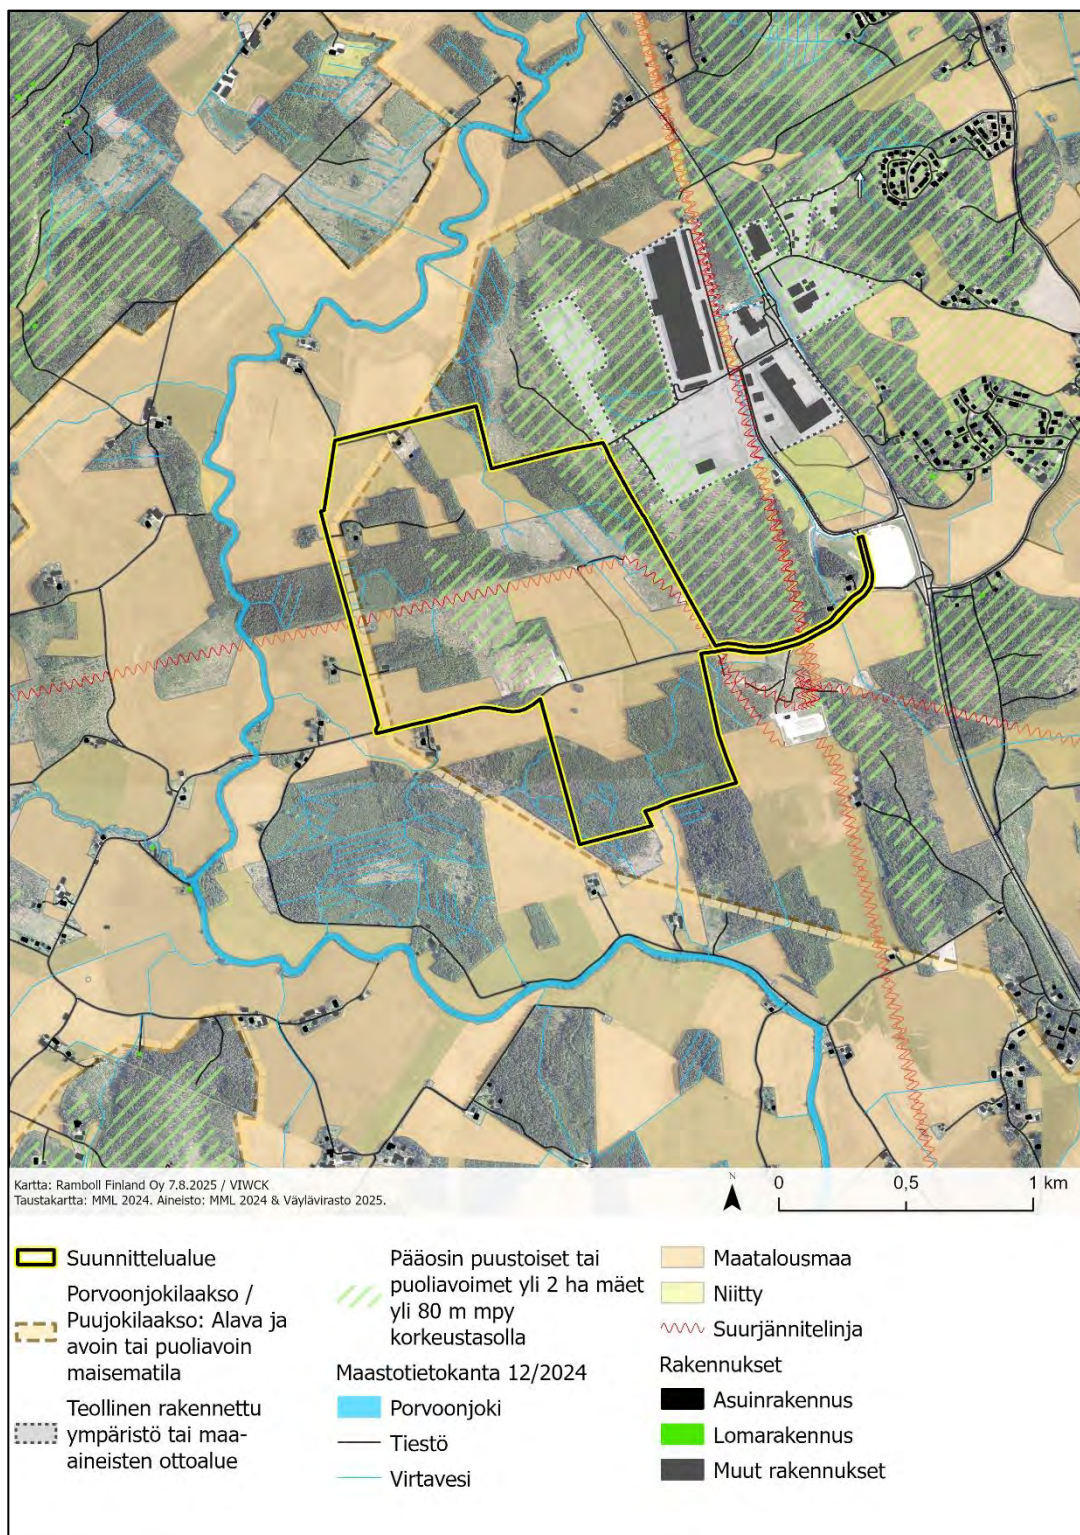 Kartta: Ramboll Finland Oy 7.8.2025 / VIWCK
Taustakartta: MML 2024. Aineisto: MML 2024 & Väylävirasto 2025.
N
0
0,5
1 km
Suunnittelualue
Porvoonjokilaakso /
Puujokilaakso: Alava ja
avoin tai puoliavoin
maisematila
Teollinen rakennettu
ympäristö tai maa-
aineisten ottoalue
Pääosin puustoiset tai
puoliavoimet yli 2 ha mäet
yli 80 m mpy
korkeustasolla
Maastotietokanta 12/2024
Porvoonjoki
Tiestö
Virtavesi
Maatalousmaa
Niitty
Suurjännitelinja
Rakennukset
Asuinrakennus
Lomarakennus
Muut rakennukset